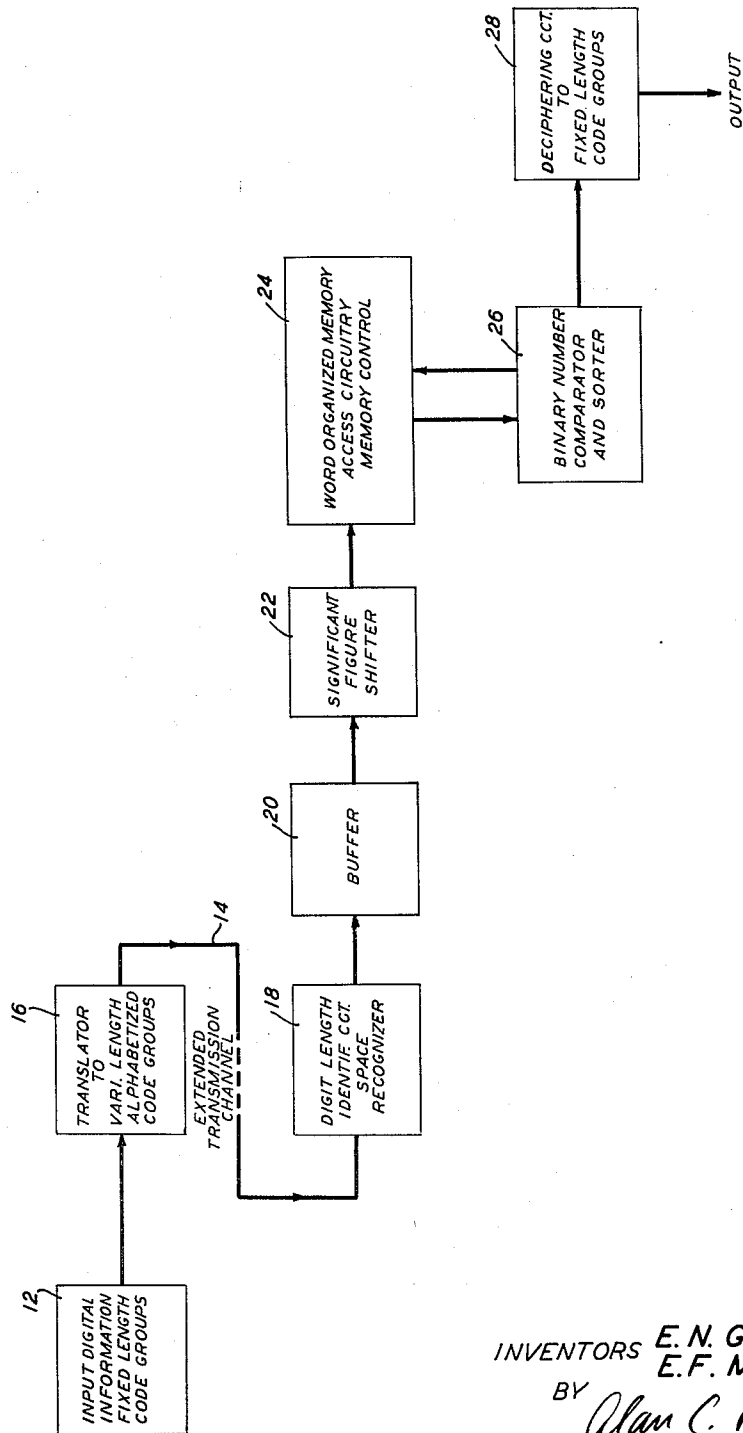 12
INPUT DIGITAL
INFORMATION
FIXED LENGTH
CODE GROUPS
16
TRANSLATOR
TO
VARI. LENGTH
ALPHABETIZED
CODE GROUPS
14
EXTENDED
TRANSMISSION
CHANNEL
18
DIGIT LENGTH
IDENTIE CCT.
SPACE
RECOGNIZER
20
BUFFER
22
SIGNIFICANT
FIGURE
SHIFTER
24
WORD ORGANIZED MEMORY
ACCESS CIRCUITRY
MEMORY CONTROL
26
BINARY NUMBER
COMPARATOR
AND SORTER
28
DECIPHERING CCT.
TO
FIXED LENGTH
CODE GROUPS
OUTPUT
INVENTORS E. N. G
E. F. M
BY
Alan C.